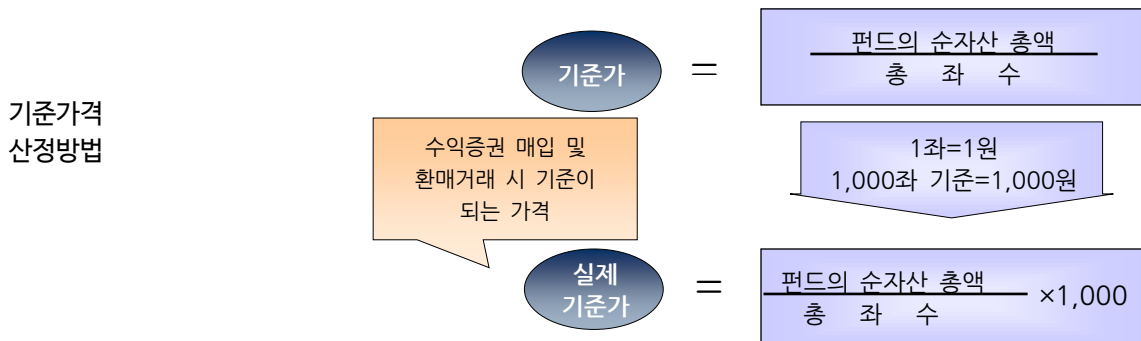 기준가격
산정방법
기준가
=
펀드의 순자산 총액
총 좌 수
수익증권 매입 및
환매거래 시 기준이
되는 가격
1좌=1원
1,000좌 기준=1,000원
실제
기준가
=
펀드의 순자산 총액
총 좌 수
×1,000